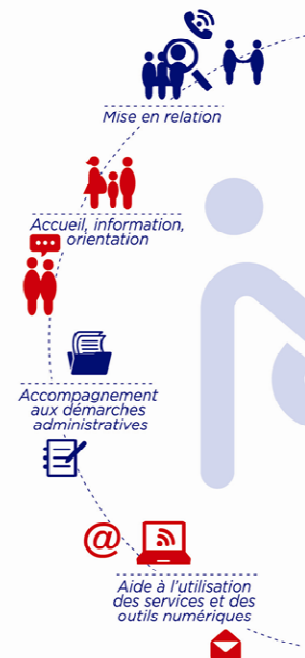 Mise en relation
Accueil, information,
orientation
Accompagnement
aux démarches
administratives
@
Aide à l'utilisation
des services et des
outils numériques